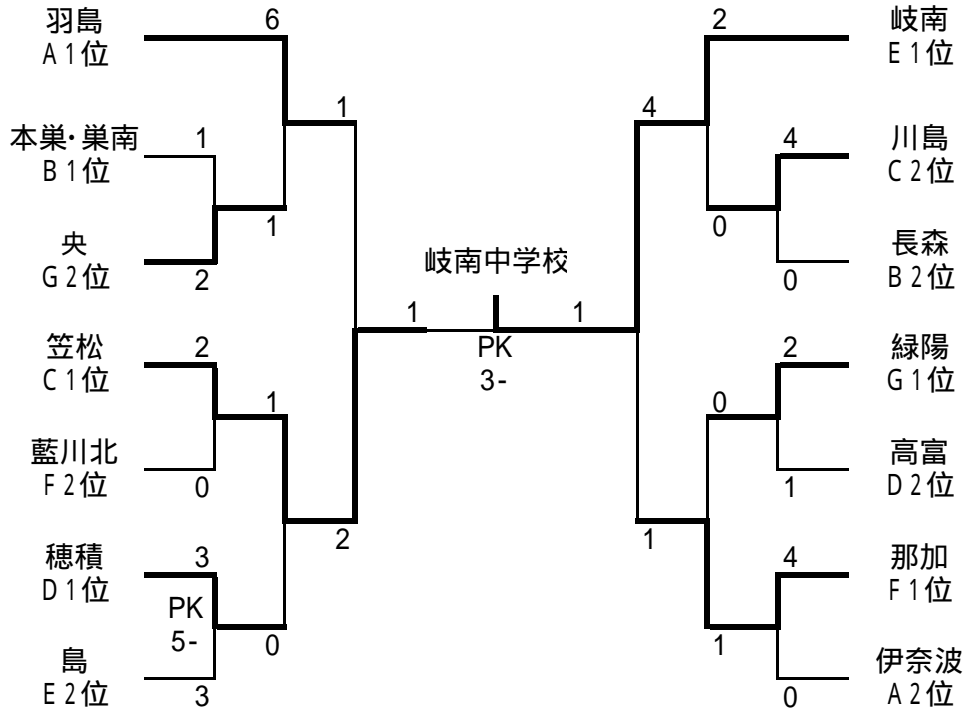 羽島
A1位
6
本巣・巣南
B1位
1
1
央
G2位
2
1
笠松
C1位
2
藍川北
F2位
0
1
穂積
D1位
3
PK
5-
島
E2位
3
0
2
岐南中学校
1
1
PK
3-
岐南
E1位
2
4
川島
C2位
4
長森
B2位
0
0
緑陽
G1位
2
高富
D2位
1
0
那加
F1位
4
伊奈波
A2位
0
1
1